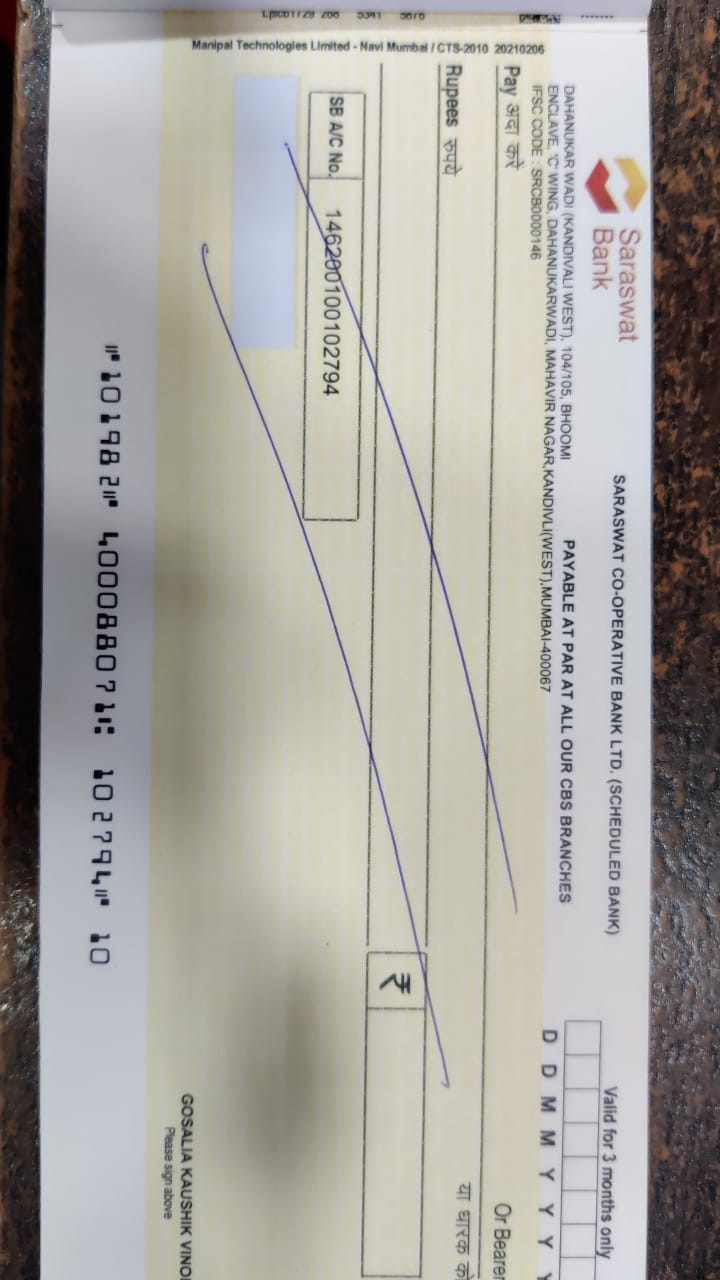 Saraswat
Bank
SARASWAT CO-OPERATIVE BANK LTD. (SCHEDULED BANK)
Valid for 3 months only
DAHANUKAR WADI (KANDIVALI WEST), 104/105, BHOOMI
ENCLAVE, 'C' WING, DAHANUKARWADI, MAHAVIR NAGAR,KANDIVLI(WEST),MUMBAI-400067
IFSC CODE : SRCB0000146
PAYABLE AT PAR AT ALL OUR CBS BRANCHES
D D M M Y Y Y Y
Pay अदा करें
Or Bearer
या धारक को
Rupees रुपये
₹
SB A/C No. 146200100102794
GOSALIA KAUSHIK
Please sign above
Manipal Technologies Limited - Navi Mumbai / CTS-2010 20210206
⑈101982⑈ 400088071⑆ 102794⑈ 10